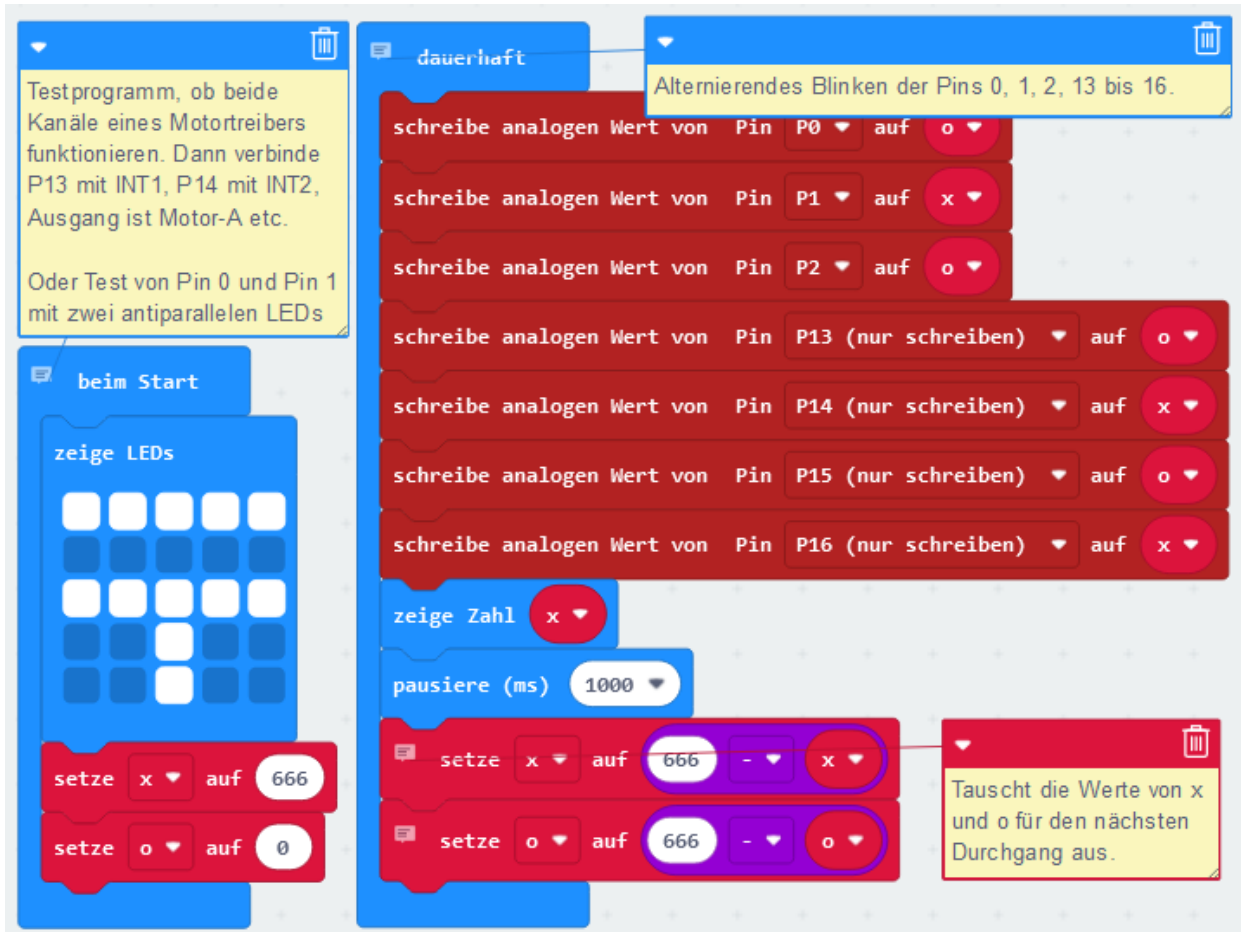 Testprogramm, ob beide
Kanäle eines Motortreibers
funktionieren. Dann verbinde
P13 mit INT1, P14 mit INT2,
Ausgang ist Motor-A etc.
Oder Test von Pin 0 und Pin 1
mit zwei antiparallelen LEDs
beim Start
zeige LEDs
setze x auf 666
setze o auf 0
dauerhaft
Alternierendes Blinken der Pins 0, 1, 2, 13 bis 16.
schreibe analogen Wert von Pin P0 auf o
schreibe analogen Wert von Pin P1 auf x
schreibe analogen Wert von Pin P2 auf o
schreibe analogen Wert von Pin P13 (nur schreiben) auf o
schreibe analogen Wert von Pin P14 (nur schreiben) auf x
schreibe analogen Wert von Pin P15 (nur schreiben) auf o
schreibe analogen Wert von Pin P16 (nur schreiben) auf x
zeige Zahl x
pausiere (ms) 1000
setze x auf 666 - x
setze o auf 666 - o
Tauscht die Werte von x
und o für den nächsten
Durchgang aus.